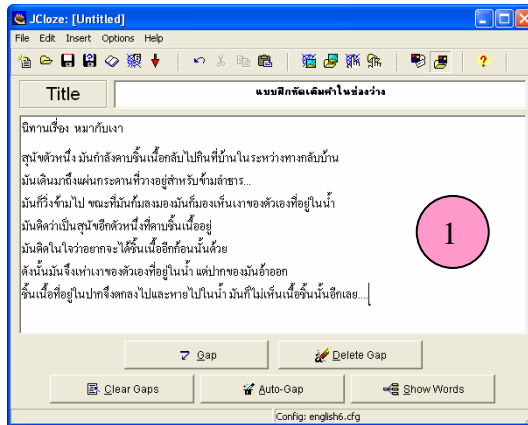 JCloze: [Untitled]
File Edit Insert Options Help
Title
แบบฝึกหัดเติมคำในช่องว่าง
นิทานเรื่อง หมากับเงา
สุนัขตัวหนึ่ง มันกำลังคาบชิ้นเนื้อกลับไปกินที่บ้านในระหว่างทางกลับบ้าน
มันเดินมาถึงแผ่นกระดานที่วางอยู่สำหรับข้ามลำธาร...
มันก็วิ่งข้ามไป ขณะที่มันก้มลงมองมันก็มองเห็นเงาของตัวเองที่อยู่ในน้ำ
มันคิดว่าเป็นสุนัขอีกตัวหนึ่งที่คาบชิ้นเนื้ออยู่
มันคิดในใจว่าอยากจะได้ชิ้นเนื้ออีกก้อนนั้นด้วย
ดังนั้นมันจึงเห่าเงาของตัวเองที่อยู่ในน้ำ แต่ปากของมันอ้าออก
ชิ้นเนื้อที่อยู่ในปากจึงตกลงไปและหายไปในน้ำ มันก็ไม่เห็นเนื้อชิ้นนั้นอีกเลย....
1
Gap Delete Gap
Clear Gaps Auto-Gap Show Words
Config: english6.cfg